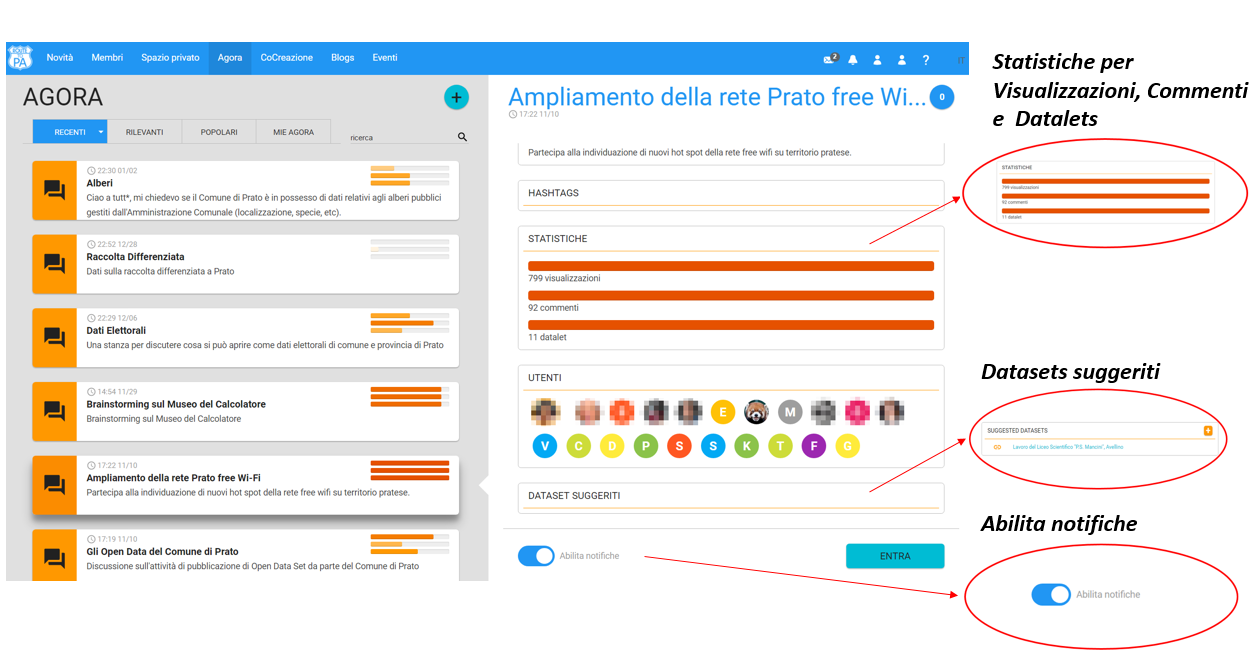 Statistiche per
Visualizzazioni, Commenti
e Datalets
ROUTE
PA
Novità
Membri
Spazio privato
Agora
CoCreazione
Blogs
Eventi
2
?
IT
AGORA
+
RECENTI
RILEVANTI
POPOLARI
MIE AGORA
ricerca
22:30 01/02
Alberi
Ciao a tutt*, mi chiedevo se il Comune di Prato è in possesso di dati relativi agli alberi pubblici
gestiti dall'Amministrazione Comunale (localizzazione, specie, etc).
22:52 12/28
Raccolta Differenziata
Dati sulla raccolta differenziata a Prato
22:29 12/06
Dati Elettorali
Una stanza per discutere cosa si può aprire come dati elettorali di comune e provincia di Prato
14:54 11/29
Brainstorming sul Museo del Calcolatore
Brainstorming sul Museo del Calcolatore
17:22 11/10
Ampliamento della rete Prato free Wi-Fi
Partecipa alla individuazione di nuovi hot spot della rete free wifi su territorio pratese.
17:19 11/10
Gli Open Data del Comune di Prato
Discussione sull'attività di pubblicazione di Open Data Set da parte del Comune di Prato
Ampliamento della rete Prato free Wi...
0
17:22 11/10
Partecipa alla individuazione di nuovi hot spot della rete free wifi su territorio pratese.
HASHTAGS
STATISTICHE
799 visualizzazioni
92 commenti
11 datalet
UTENTI
E
M
V
C
D
P
S
S
K
T
F
G
DATASET SUGGERITI
Abilita notifiche
ENTRA
STATISTICHE
799 visualizzazioni
92 commenti
11 datalet
Datasets suggeriti
SUGGESTED DATASETS
+
Lavoro del Liceo Scientifico "P.S. Mancini", Avellino
Abilita notifiche
Abilita notifiche